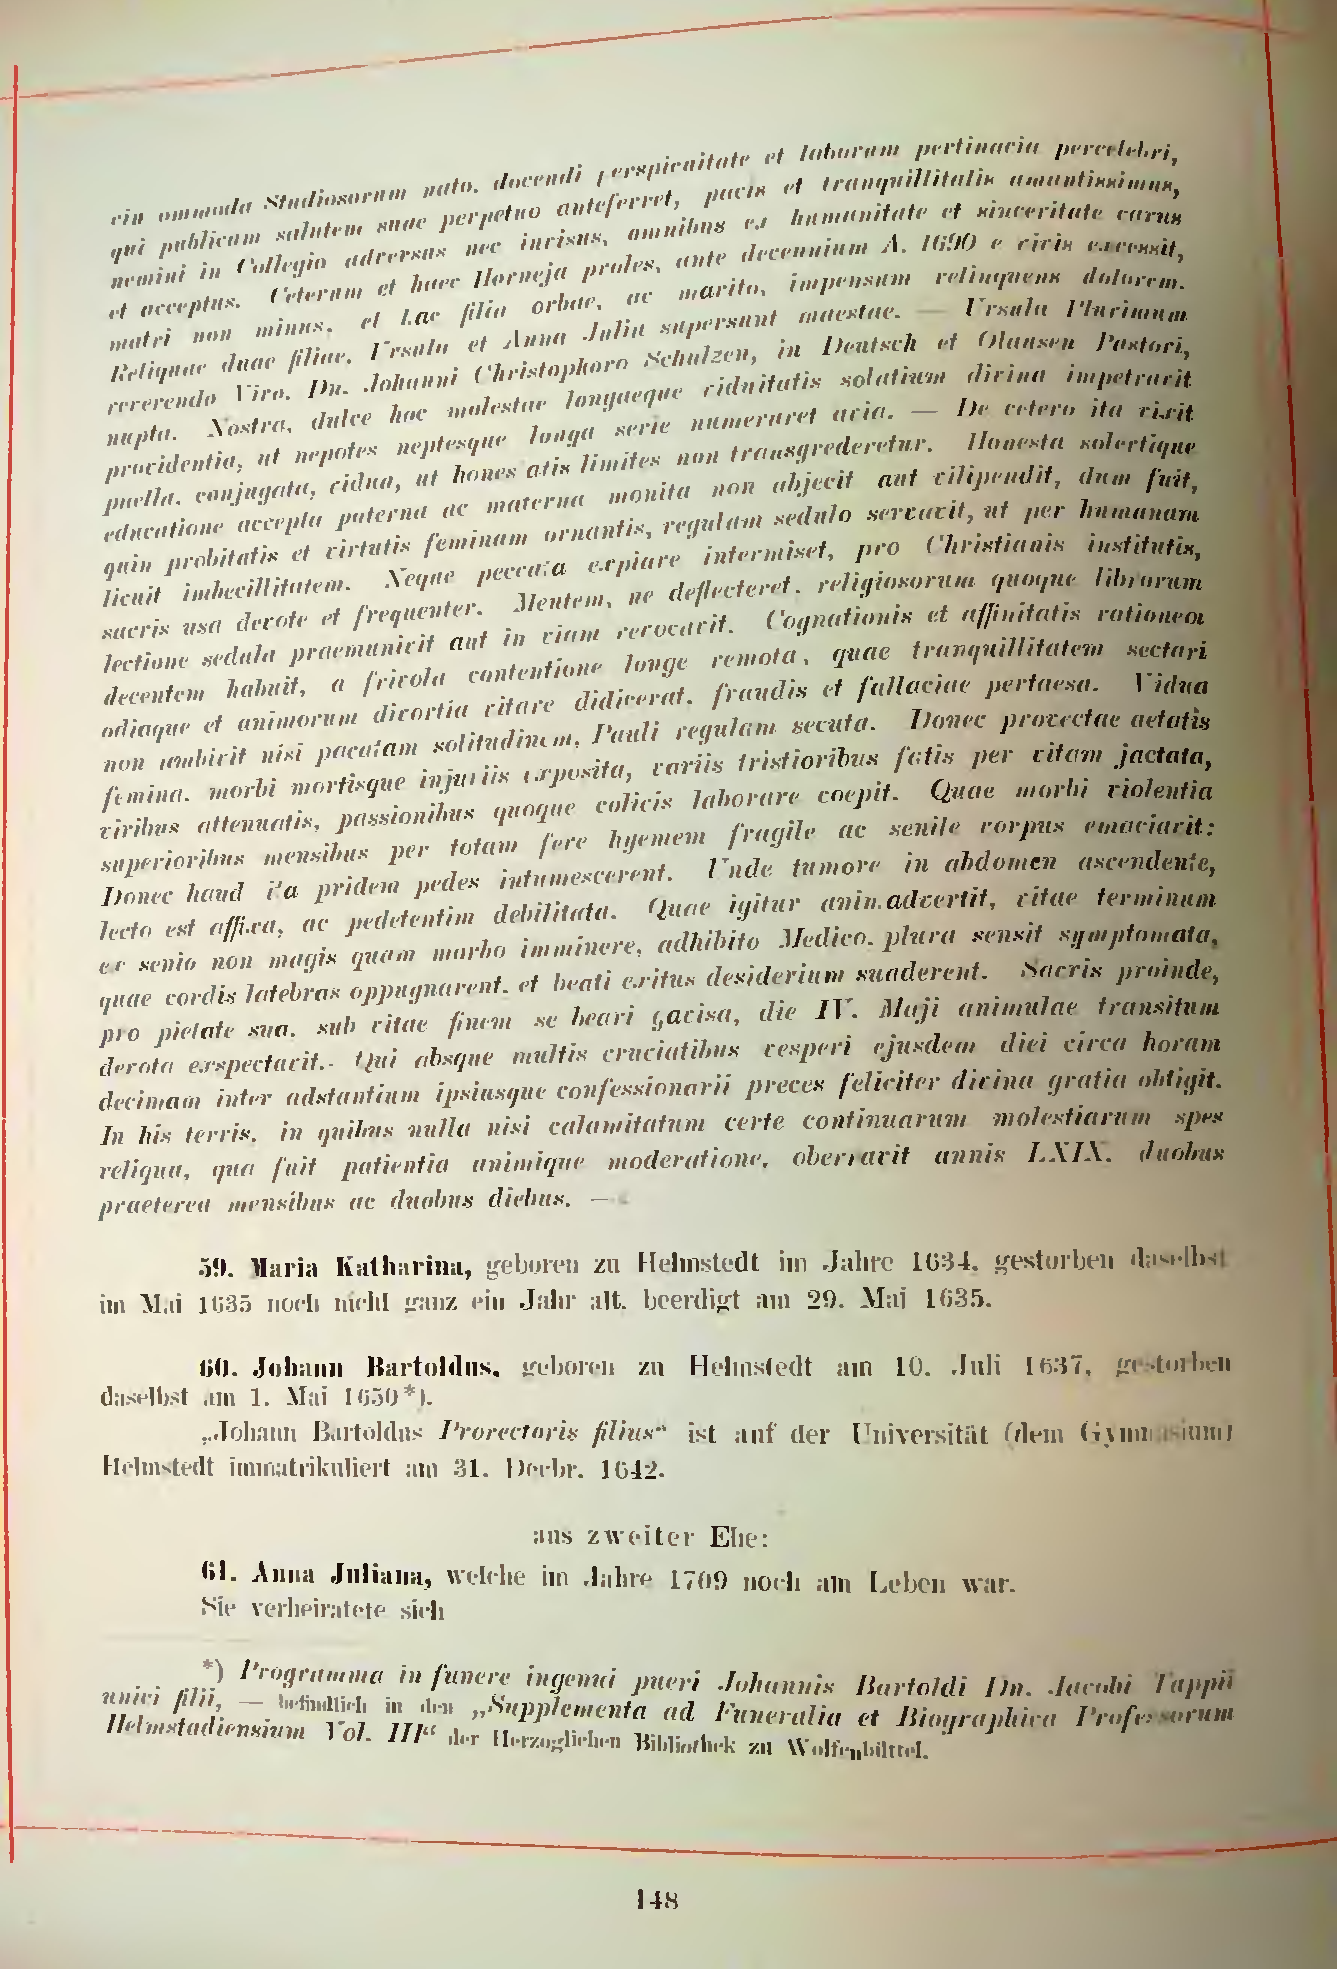 ommoda Studiosorum nato, docendi perspicuitate et laborum pertinacia percelebri,
qui publicam salutem suae perpetuo anteferret, pacis et tranquillitatis amantissimus,
nemini in Collegio adversus nec invisus, omnibus ex humanitate et sinceritate carus
et acceptus. Ceterum et haec Horneja proles, ante decennium A. 1690 e vivis excessit,
matri non minus, et hac filia orbae, ac marito, impensum relinquens dolorem.
Reliquae duae filiae, Ursula et Anna Julia supersunt maestae. — Ursula Plurimum
reverendo Viro, Dn. Johanni Christophoro Schulzen, in Deutsch et Olansen Pastori,
nupta. Nostra, dulce hoc molestae longaeque viduitatis solatium divina impetravit
providentia, ut nepotes neptesque longa serie numeraret avia. — De cetero ita vixit
puella, conjugata, vidua, ut honestatis limites non transgrederetur. Honesta solertique
educatione accepta paterna ac materna monita non abjecit aut vilipendit, dum fuit,
quin probitatis et virtutis feminam ornantis, regulam sedulo servavit, ut per humanam
licuit imbecillitatem. Neque peccata expiare intermiset, pro Christianis institutis,
sacris usa devote et frequenter. Mentem, ne deflecteret, religiosorum quoque librorum
lectione sedula praemunivit aut in viam revocavit. Cognationis et affinitatis rationem
decentem habuit, a frivola contentione longe remota, quae tranquillitatem sectari
odiaque et animorum divortia vitare didicerat, fraudis et fallaciae pertaesa. Vidua
non ambivit nisi pacatam solitudinem, Pauli regulam secuta. Donec provectae aetatis
femina, morbi mortisque injuriis exposita, variis tristioribus fatis per vitam jactata,
viribus attenuatis, passionibus quoque colicis laborare coepit. Quae morbi violentia
superioribus mensibus per totam fere hyemem fragile ac senile corpus emaciavit:
Donec haud ita pridem pedes intumescerent. Unde tumore in abdomen ascendente,
lecto est affixa, ac pedetentim debilitata. Quae igitur animadvertit, vitae terminum
ex senio non magis quam morbo imminere, adhibito Medico, plura sensit symptomata,
quae cordis latebras oppugnarent, et beati exitus desiderium suaderent. Sacris proinde,
pro pietate sua, sub vitae finem se beari gavisa, die IV. Maji animulae transitum
devota exspectavit. Qui absque multis cruciatibus vesperi ejusdem diei circa horam
decimam inter adstantium ipsiusque confessionarii preces feliciter divina gratia obtigit.
In his terris, in quibus nulla nisi calamitatum certe continuarum molestiarum spes
reliqua, qua fuit patientia animique moderatione, oberravit annis LXIX. duobus
praeterea mensibus ac duobus diebus. —
59. Maria Katharina, geboren zu Helmstedt im Jahre 1634, gestorben daselbst
im Mai 1635 noch nicht ganz ein Jahr alt, beerdigt am 29. Mai 1635.
60. Johann Bartoldus, geboren zu Helmstedt am 10. Juli 1637, gestorben
daselbst am 1. Mai 1650*).
„Johann Bartoldus Prorectoris filius“ ist auf der Universität (dem Gymnasium)
Helmstedt immatrikuliert am 31. Decbr. 1642.
aus zweiter Ehe:
61. Anna Juliana, welche im Jahre 1709 noch am Leben war.
Sie verheiratete sich
*) Programma in funere ingenui pueri Johannis Bartoldi Dn. Jacobi Tappii
unici filii, — befindlich in den „Supplementa ad Funeralia et Biographica Professorum
Helmstadiensium Vol. III“ der Herzoglichen Bibliothek zu Wolfenbüttel.
148